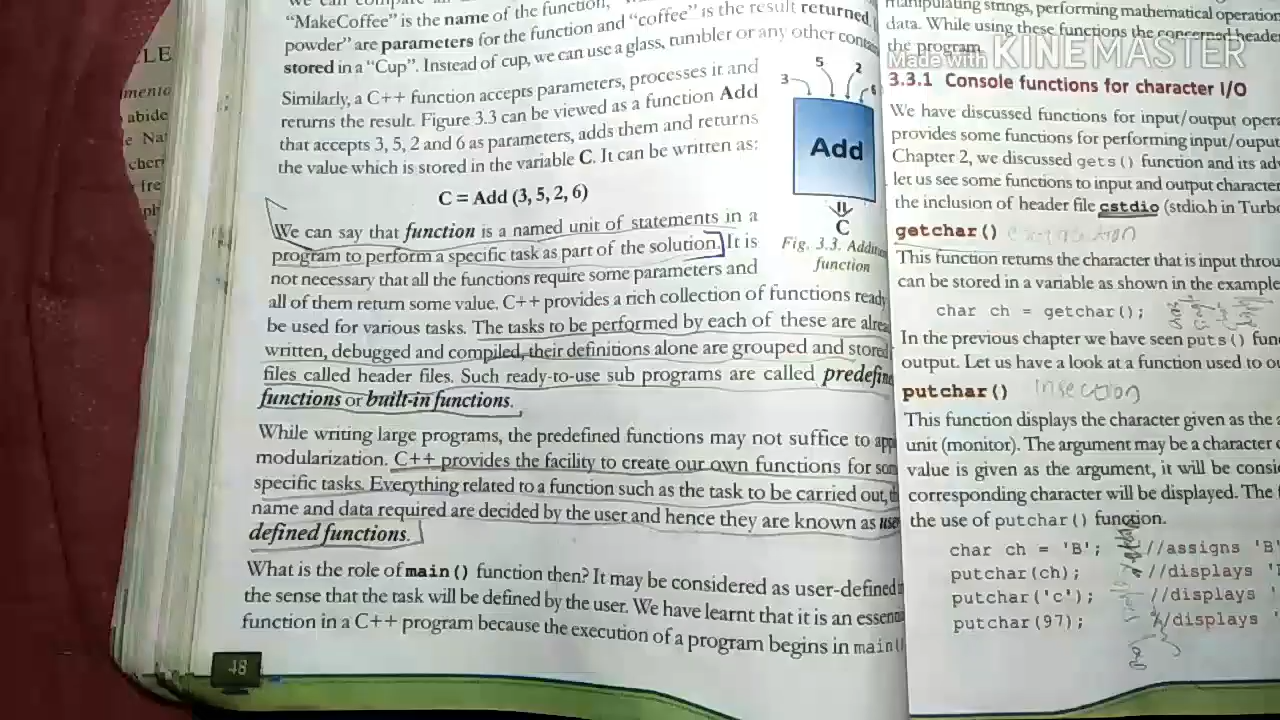 LE
mento
abide
e Nat
cher
fre
ph
"MakeCoffee" is the name of the function,
powder" are parameters for the function and "coffee" is the result returned
stored in a "Cup". Instead of cup, we can use a glass, tumbler or any other conta
Similarly, a C++ function accepts parameters, processes it and
returns the result. Figure 3.3 can be viewed as a function Add
that accepts 3, 5, 2 and 6 as parameters, adds them and returns
the value which is stored in the variable C. It can be written as:
C = Add (3, 5, 2, 6)
We can say that function is a named unit of statements in a
program to perform a specific task as part of the solution. It is
not necessary that all the functions require some parameters and
all of them return some value. C++ provides a rich collection of functions ready
be used for various tasks. The tasks to be performed by each of these are alrea
written, debugged and compiled, their definitions alone are grouped and stored
files called header files. Such ready-to-use sub programs are called predefine
functions or built-in functions.
While writing large programs, the predefined functions may not suffice to app
modularization. C++ provides the facility to create our own functions for som
specific tasks. Everything related to a function such as the task to be carried out, t
name and data required are decided by the user and hence they are known as use
defined functions.
What is the role of main() function then? It may be considered as user-defined
the sense that the task will be defined by the user. We have learnt that it is an essen
function in a C++ program because the execution of a program begins in main()
48
3 5 2 6
Add
C
Fig. 3.3. Addition
function
manipulating strings, performing mathematical operation
data. While using these functions the concerned header
the program.
Made with KINEMASTER
3.3.1 Console functions for character I/O
We have discussed functions for input/output opera
provides some functions for performing input/ouput
Chapter 2, we discussed gets() function and its adv
let us see some functions to input and output character
the inclusion of header file cstdio (stdio.h in Turbo
getchar()
This function returns the character that is input throu
can be stored in a variable as shown in the example
char ch = getchar();
In the previous chapter we have seen puts() fun
output. Let us have a look at a function used to ou
putchar() Insection
This function displays the character given as the a
unit (monitor). The argument may be a character
value is given as the argument, it will be consi
corresponding character will be displayed. The
the use of putchar() function.
char ch = 'B'; //assigns 'B'
putchar(ch); //displays '
putchar('c'); //displays '
putchar(97); //displays '